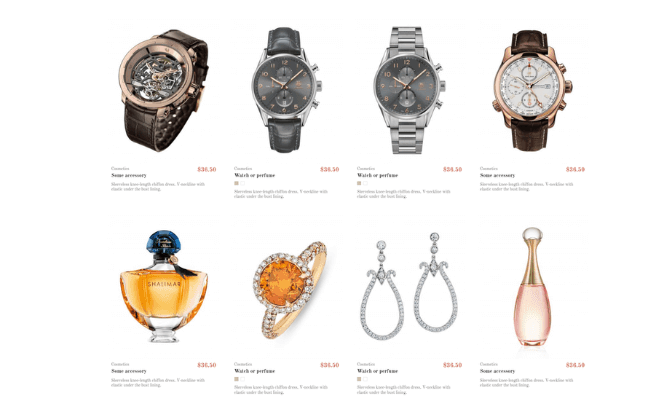 Cosmetics $36,50
Some accessory
Sleeveless knee-length chiffon dress. V-neckline with
elastic under the bust lining.
Cosmetics $36,50
Watch or perfume
Sleeveless knee-length chiffon dress. V-neckline with
elastic under the bust lining.
Cosmetics $36,50
Watch or perfume
Sleeveless knee-length chiffon dress. V-neckline with
elastic under the bust lining.
Cosmetics $36,50
Some accessory
Sleeveless knee-length chiffon dress. V-neckline with
elastic under the bust lining.
SHALIMAR
Cosmetics $36,50
Some accessory
Sleeveless knee-length chiffon dress. V-neckline with
elastic under the bust lining.
Cosmetics $36,50
Watch or perfume
Sleeveless knee-length chiffon dress. V-neckline with
elastic under the bust lining.
Cosmetics $36,50
Watch or perfume
Sleeveless knee-length chiffon dress. V-neckline with
elastic under the bust lining.
Cosmetics $36,50
Some accessory
Sleeveless knee-length chiffon dress. V-neckline with
elastic under the bust lining.